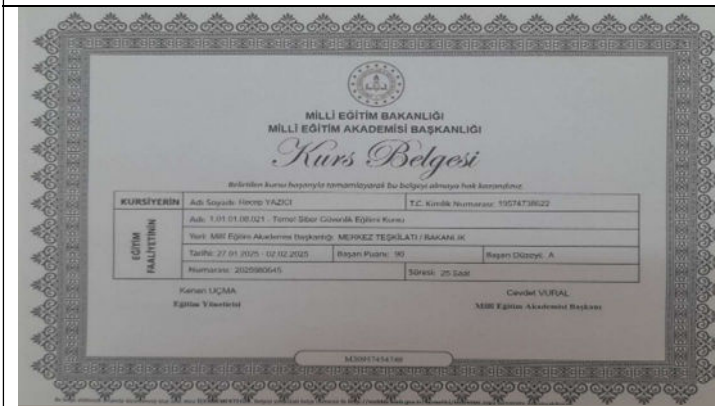 MİLLİ EĞİTİM BAKANLIĞI
MİLLİ EĞİTİM AKADEMİSİ BAŞKANLIĞI
Kurs Belgesi
Belirtilen kursu başarıyla tamamlayarak bu belgeyi almaya hak kazandınız.
KURSİYERİN Adı Soyadı: YAZICI T.C. Kimlik Numarası: 19574738622
EĞİTİM FAALİYETİNİN
Adı: 1.01.01.08.021 - Temel Siber Güvenlik Eğitimi Kursu
Yeri: Milli Eğitim Akademisi Başkanlığı MERKEZ TEŞKİLATI / BAKANLIK
Tarihi: 27.01.2025 - 02.02.2025 Başarı Puanı: 90 Başarı Düzeyi: A
Numarası: 2025980645 Süresi: 25 Saat
Kenan UÇMA Cevdet VURAL
Eğitim Yöneticisi Milli Eğitim Akademisi Başkanı